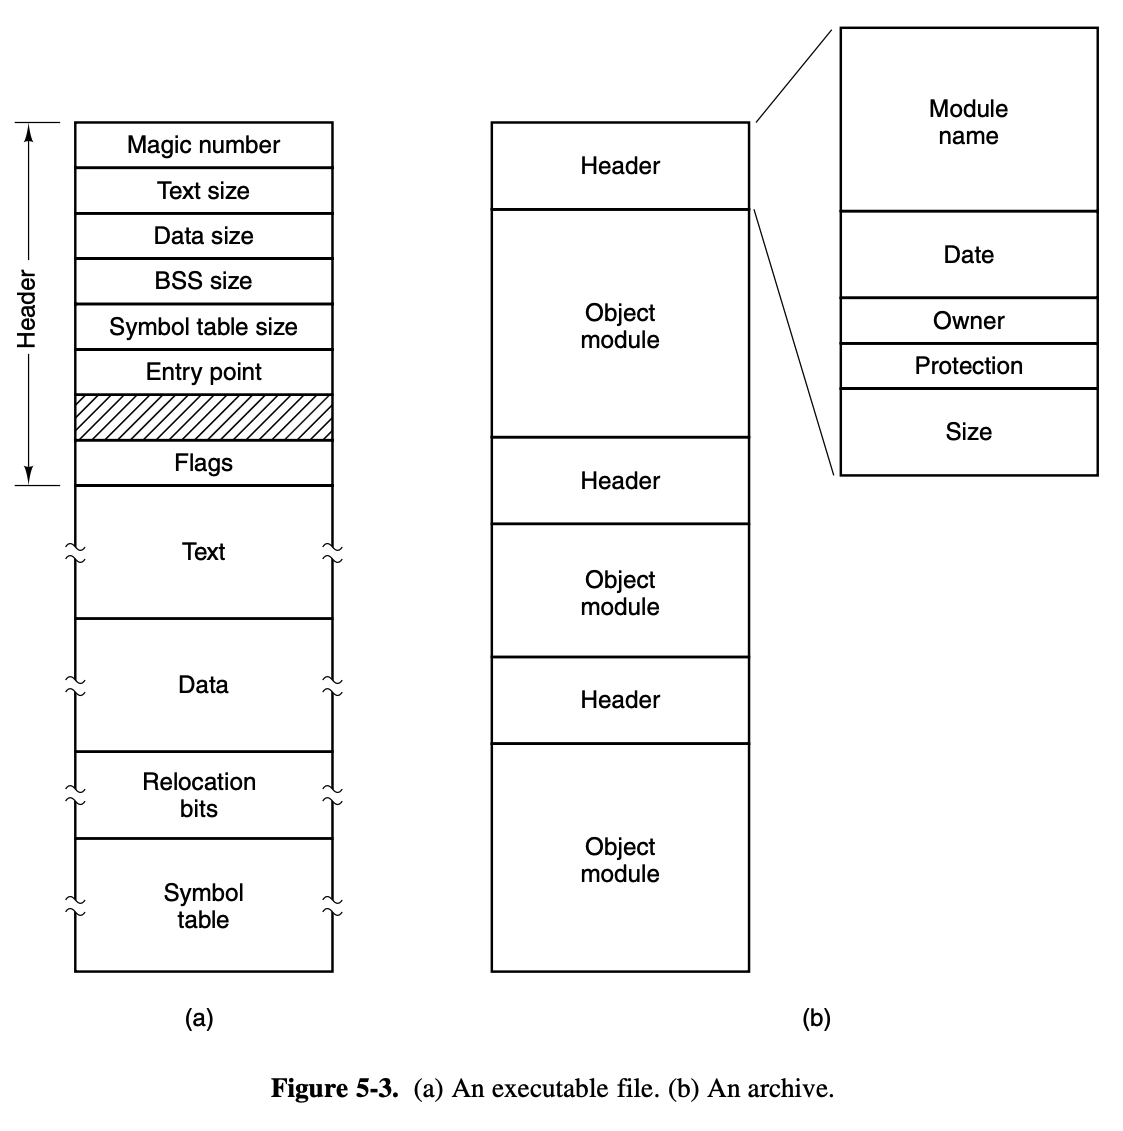 Header
Magic number
Text size
Data size
BSS size
Symbol table size
Entry point
Flags
Text
Data
Relocation
bits
Symbol
table
(a)
Header
Object
module
Header
Object
module
Header
Object
module
Module
name
Date
Owner
Protection
Size
(b)
Figure 5-3. (a) An executable file. (b) An archive.